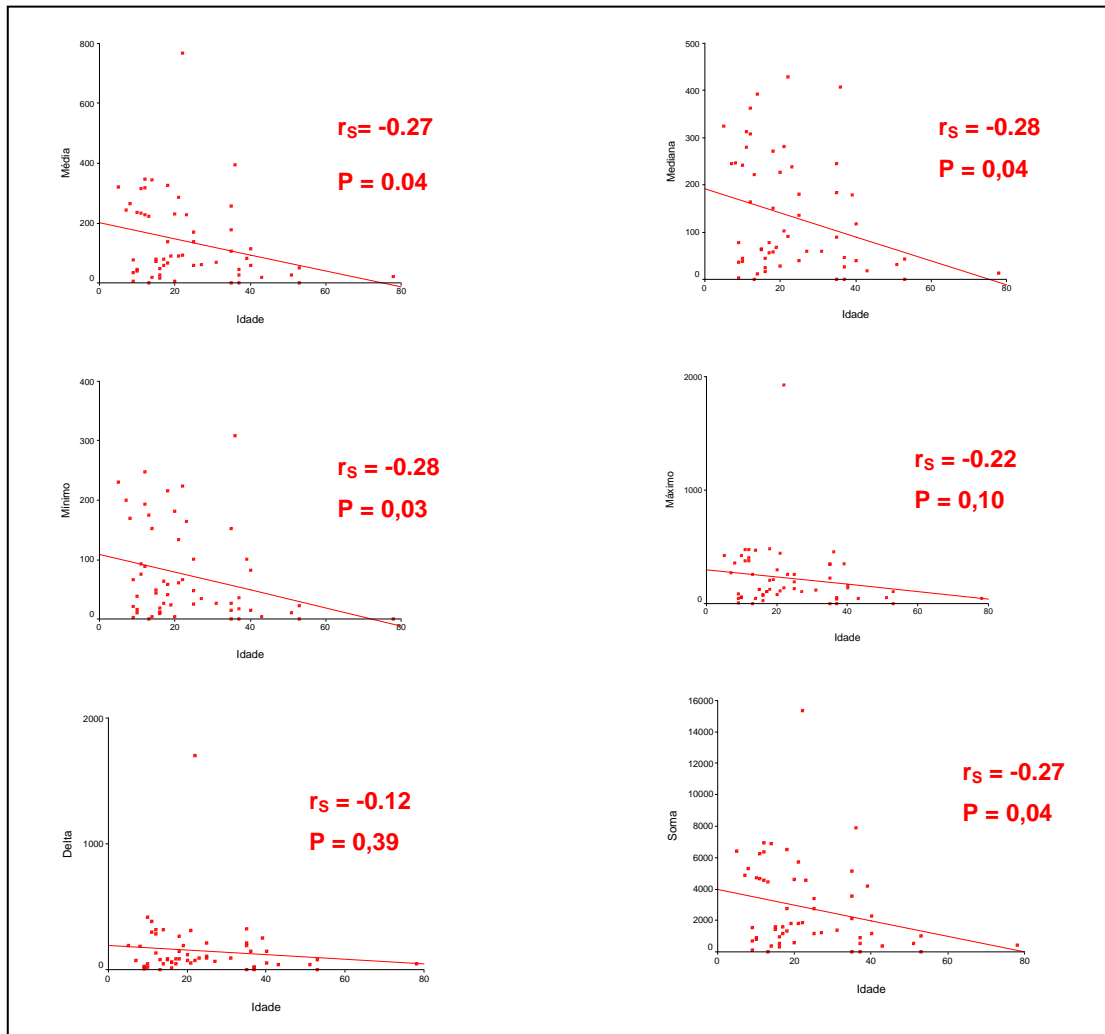 800
600
400
200
0
Média
0
20
40
60
80
Idade
rS= -0.27
P = 0.04
500
400
300
200
100
0
Mediana
0
20
40
60
80
Idade
rS = -0.28
P = 0,04
400
300
200
100
0
Mínimo
0
20
40
60
80
Idade
rS = -0.28
P = 0,03
2000
1000
0
Máximo
0
20
40
60
80
Idade
rS = -0.22
P = 0,10
2000
1000
0
Delta
0
20
40
60
80
Idade
rS = -0.12
P = 0,39
16000
14000
12000
10000
8000
6000
4000
2000
0
Soma
0
20
40
60
80
Idade
rS = -0.27
P = 0,04